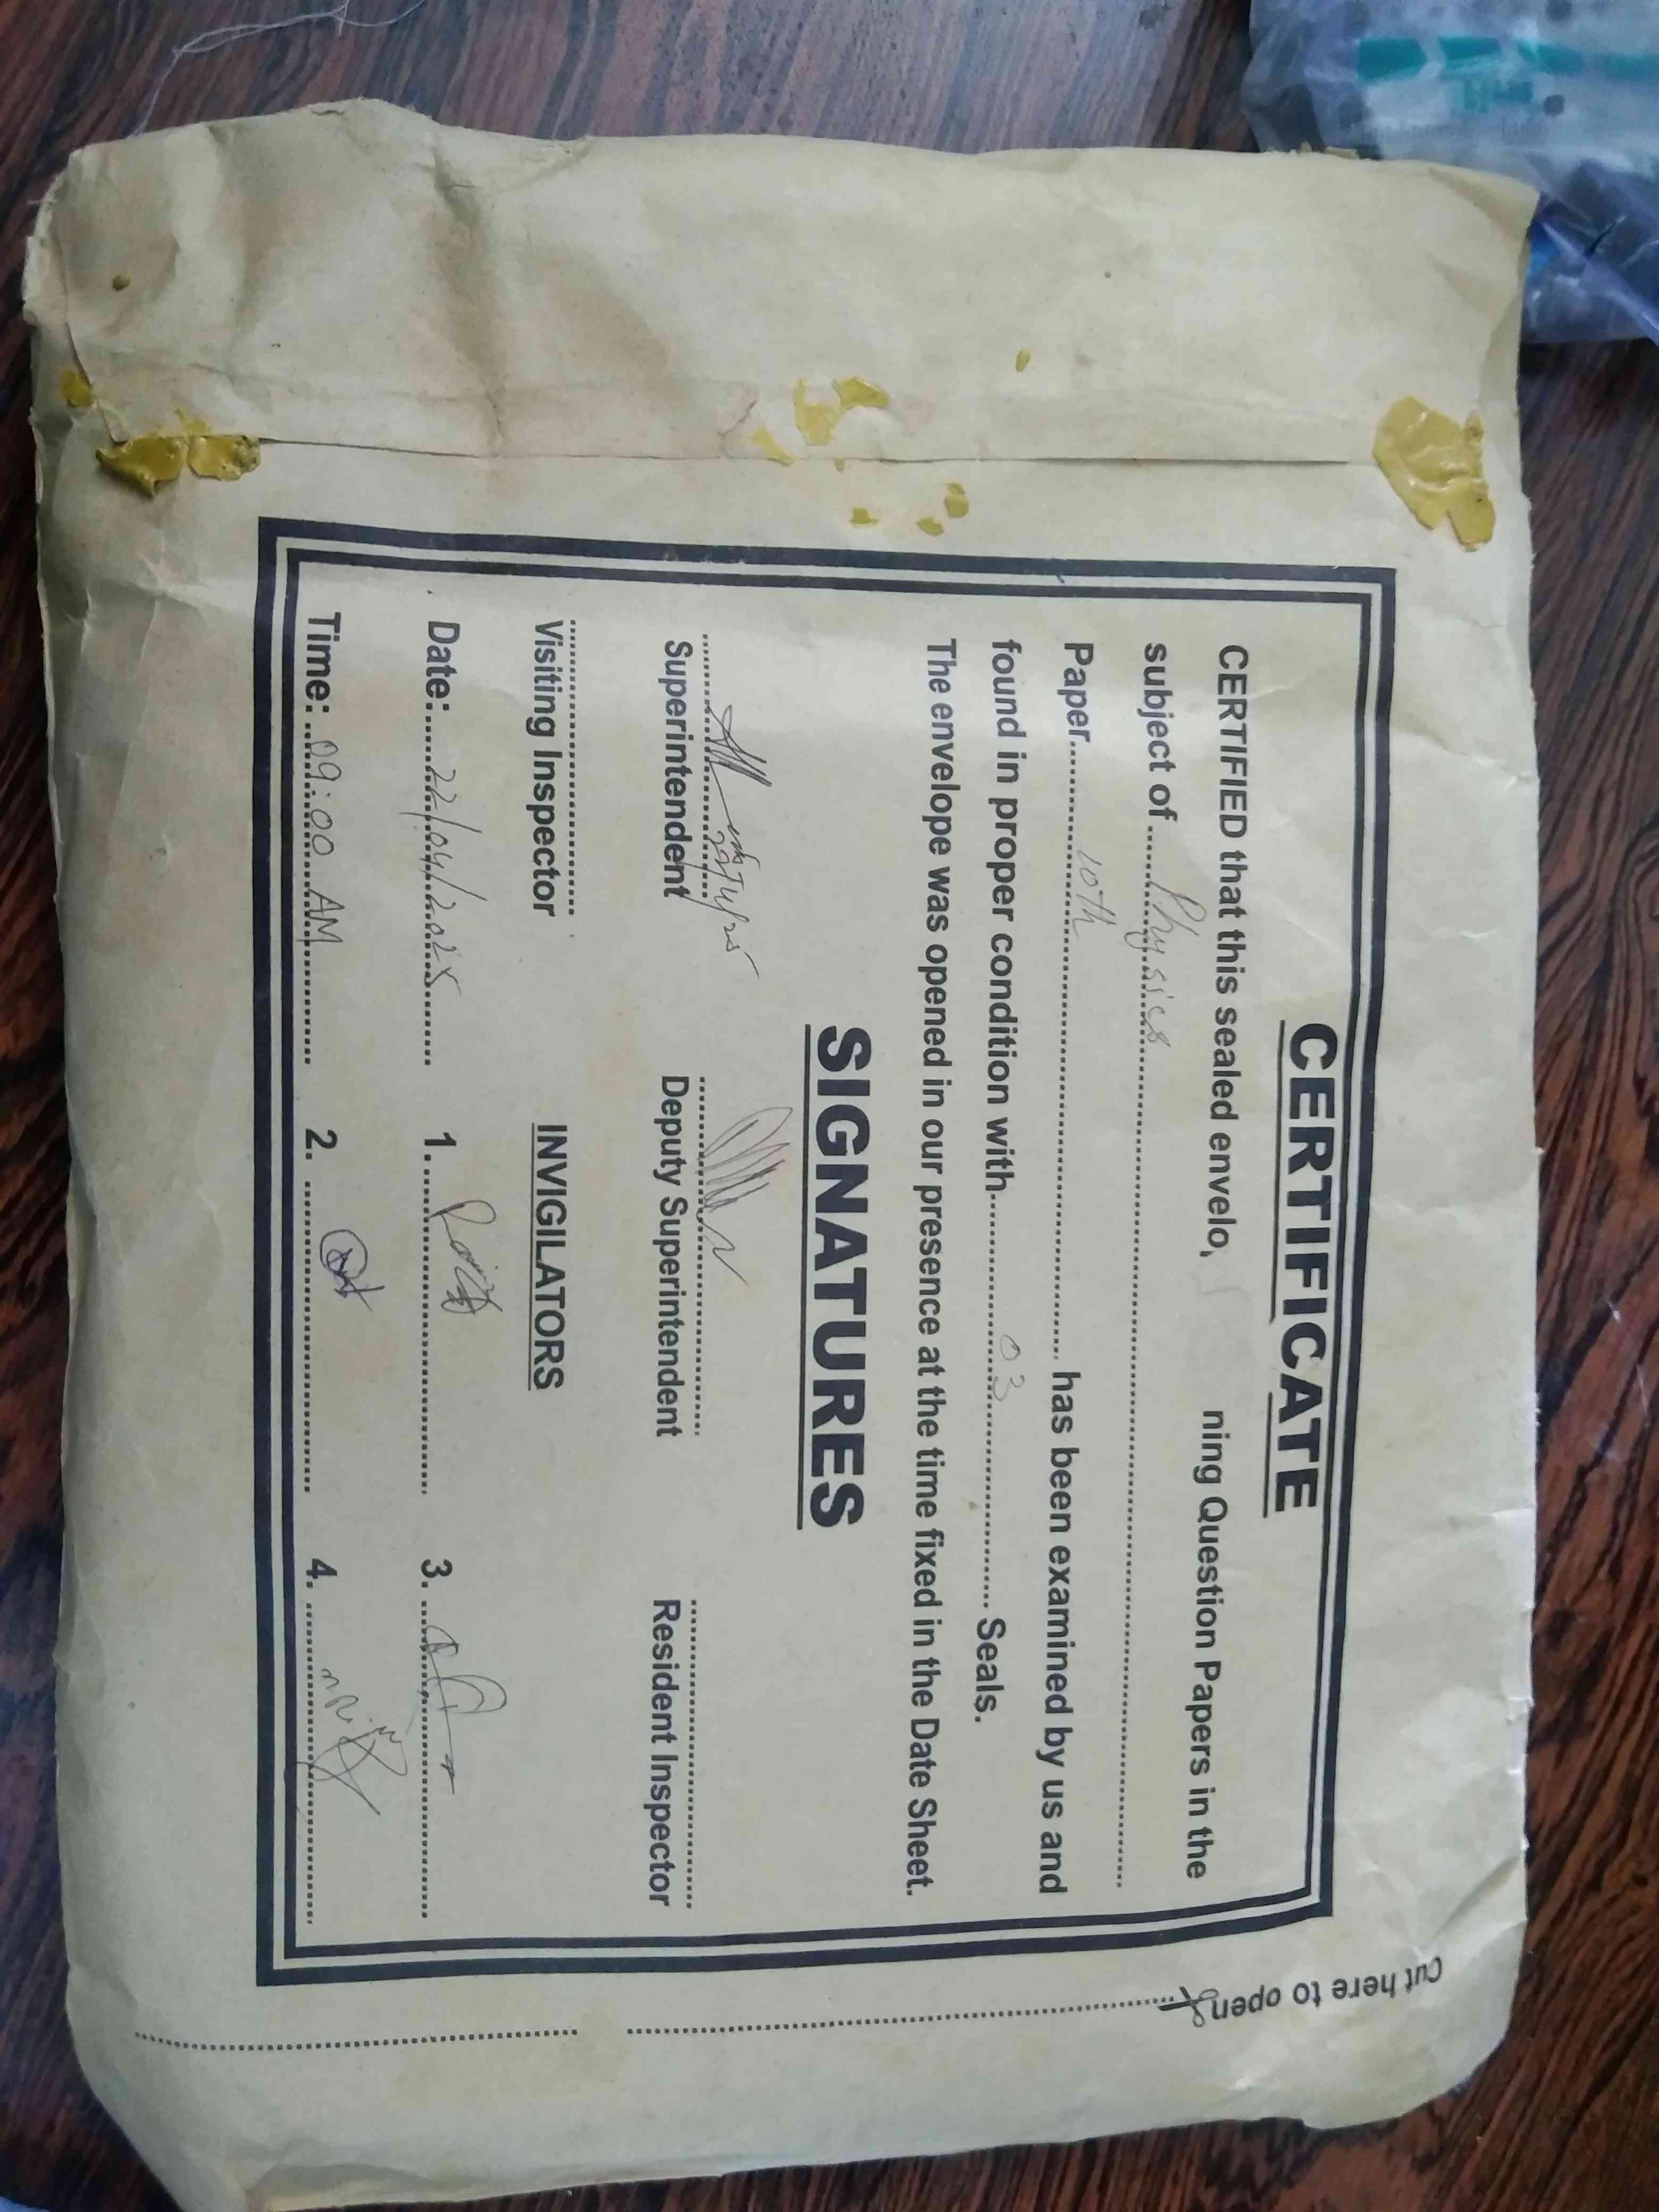 CERTIFICATE
CERTIFIED that this sealed envelo ning Question Papers in the
subject of Physics
Paper 10th has been examined by us and
found in proper condition with 03 Seals.
The envelope was opened in our presence at the time fixed in the Date Sheet.
SIGNATURES
Superintendent Deputy Superintendent Resident Inspector
Visiting Inspector INVIGILATORS
Date: 22/04/2025 1. 3.
Time: 09:00 AM 2. 4.
Cut here to open